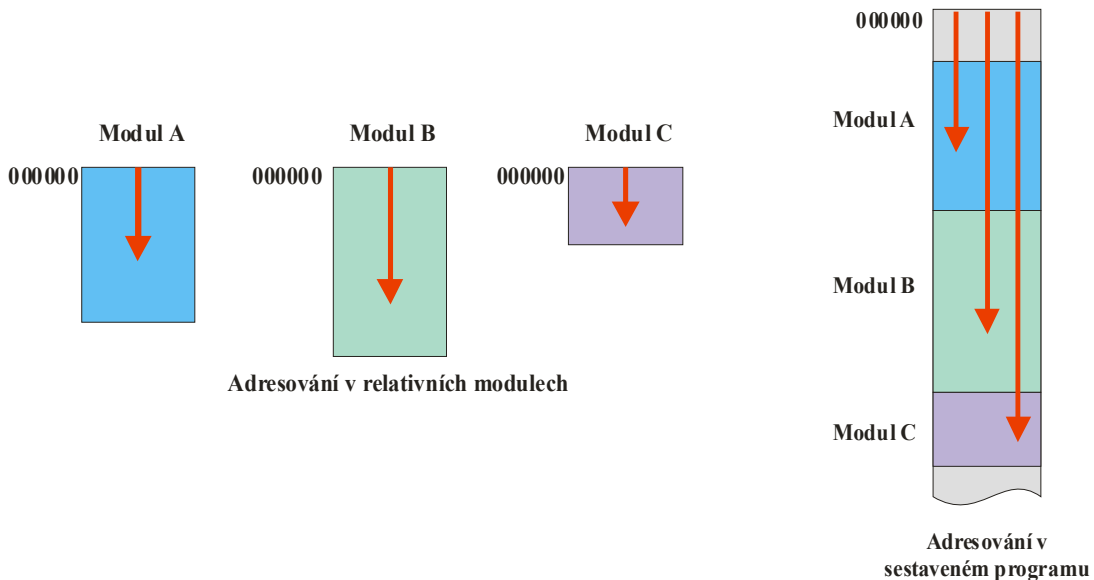 Modul A
000000
Modul B
000000
Modul C
000000
Adresování v relativních modulech
000000
Modul A
Modul B
Modul C
Adresování v
sestaveném programu